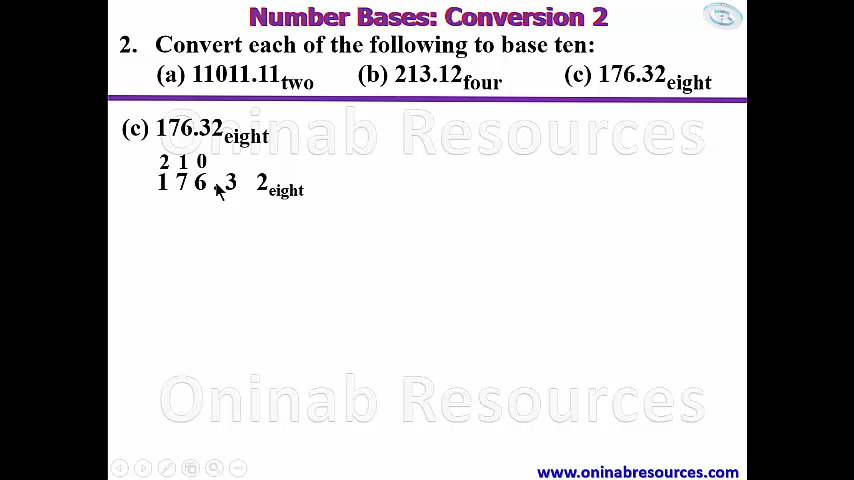 Number Bases: Conversion 2
2. Convert each of the following to base ten:
(a) 11011.11two (b) 213.12four (c) 176.32eight
Oninab Resources
(c) 176.32eight
2 1 0
1 7 6 . 3 2eight
Oninab Resources
www.oninabresources.com